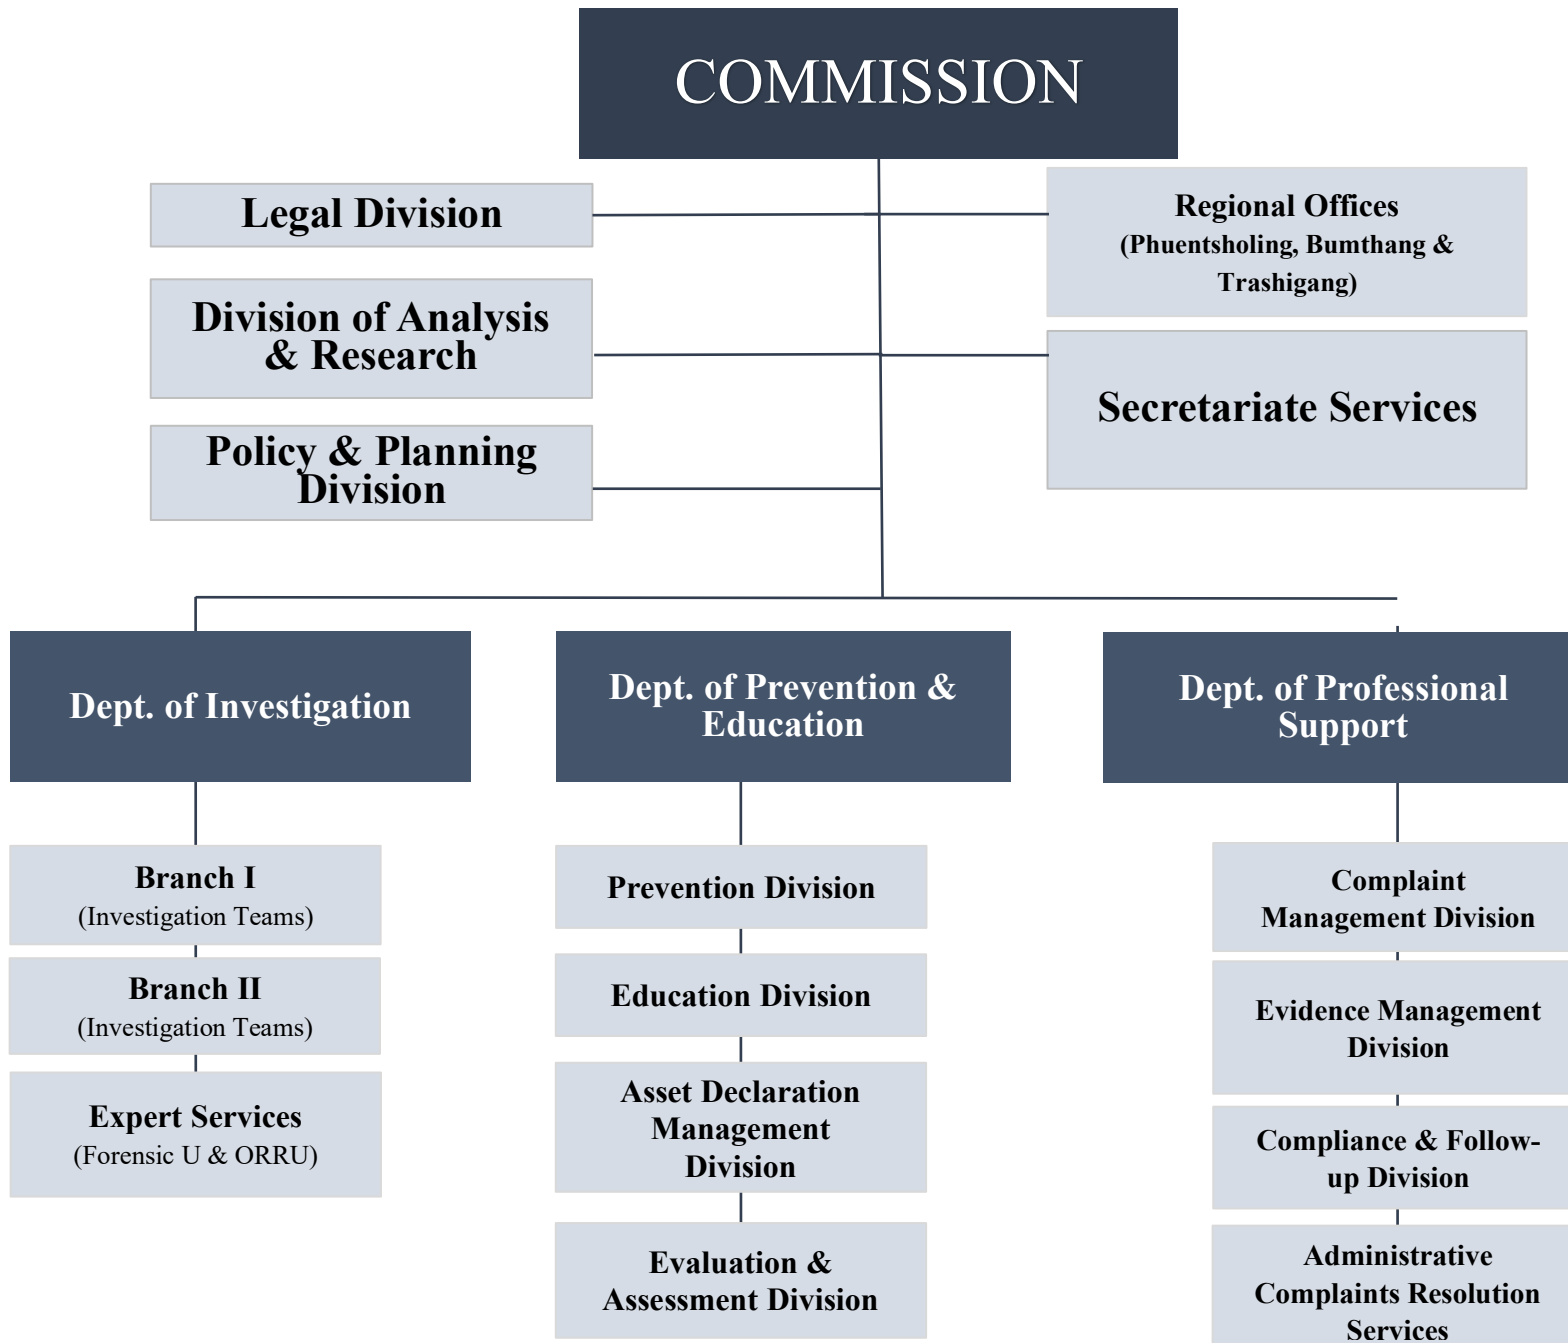 COMMISSION
Legal Division
Regional Offices
(Phuentsholing, Bumthang &
Trashigang)
Division of Analysis
& Research
Secretariate Services
Policy & Planning
Division
Dept. of Investigation
Dept. of Prevention &
Education
Dept. of Professional
Support
Branch I
(Investigation Teams)
Branch II
(Investigation Teams)
Expert Services
(Forensic U & ORRU)
Prevention Division
Education Division
Asset Declaration
Management
Division
Evaluation &
Assessment Division
Complaint
Management Division
Evidence Management
Division
Compliance & Follow-
up Division
Administrative
Complaints Resolution
Services